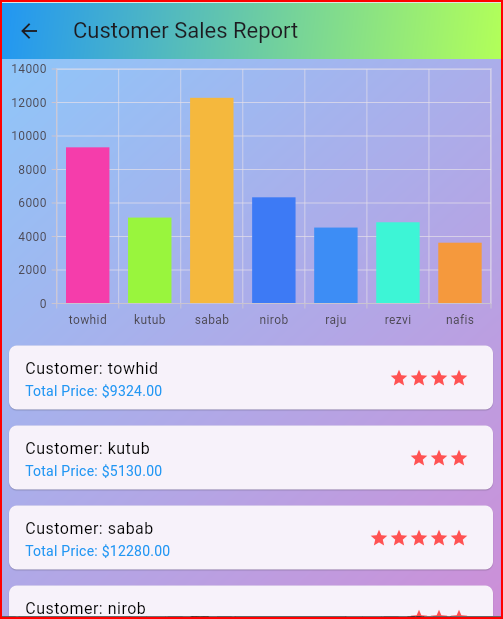 Customer Sales Report
14000
12000
10000
8000
6000
4000
2000
0
towhid kutub sabab nirob raju rezvi nafis
Customer: towhid
Total Price: $9324.00
Customer: kutub
Total Price: $5130.00
Customer: sabab
Total Price: $12280.00
Customer: nirob